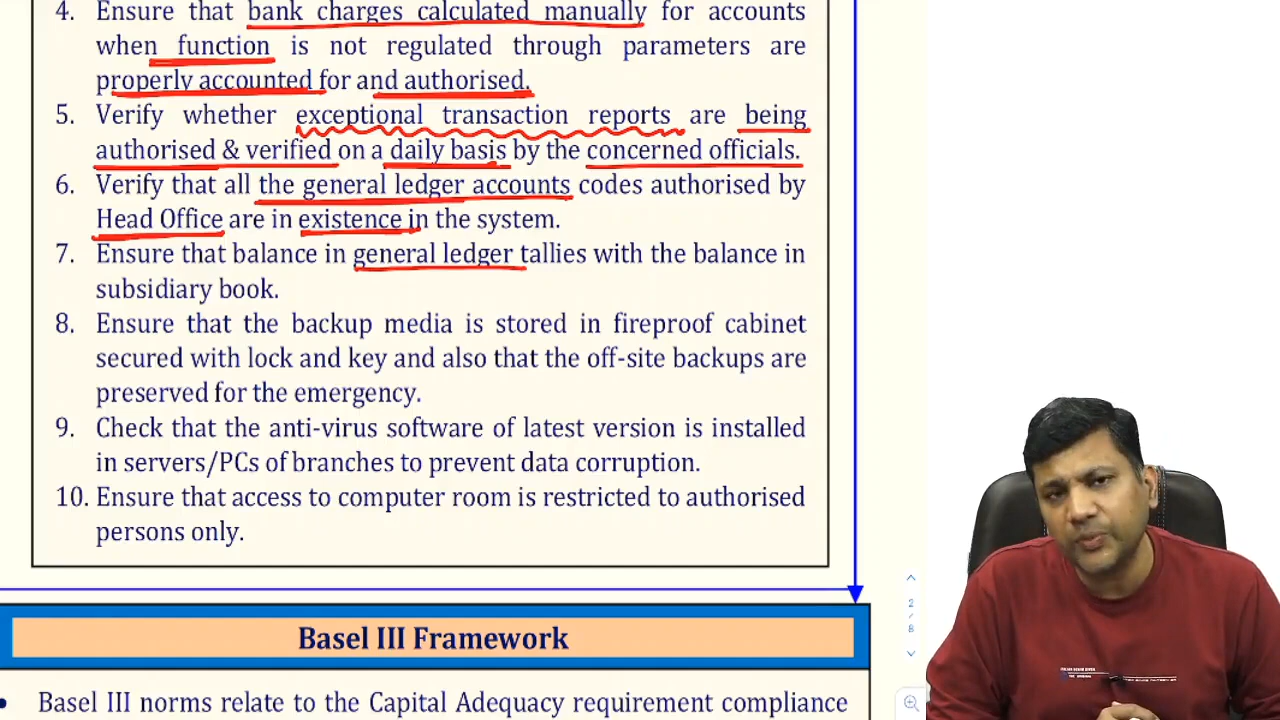 4. Ensure that bank charges calculated manually for accounts
when function is not regulated through parameters are
properly accounted for and authorised.
5. Verify whether exceptional transaction reports are being
authorised & verified on a daily basis by the concerned officials.
6. Verify that all the general ledger accounts codes authorised by
Head Office are in existence in the system.
7. Ensure that balance in general ledger tallies with the balance in
subsidiary book.
8. Ensure that the backup media is stored in fireproof cabinet
secured with lock and key and also that the off-site backups are
preserved for the emergency.
9. Check that the anti-virus software of latest version is installed
in servers/PCs of branches to prevent data corruption.
10. Ensure that access to computer room is restricted to authorised
persons only.
2
/
8
Basel III Framework
• Basel III norms relate to the Capital Adequacy requirement compliance